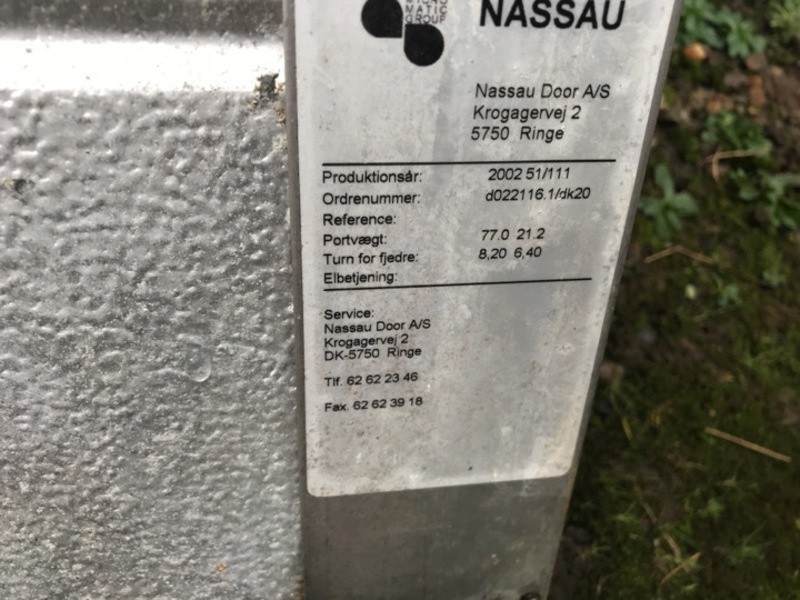 MATIC
GROUP
NASSAU
Nassau Door A/S
Krogagervej 2
5750 Ringe
Produktionsår: 2002 51/111
Ordrenummer: d022116.1/dk20
Reference:
Portvægt: 77.0 21.2
Turn for fjedre: 8,20 6,40
Elbetjening:
Service:
Nassau Door A/S
Krogagervej 2
DK-5750 Ringe
Tlf. 62 62 23 46
Fax. 62 62 39 18